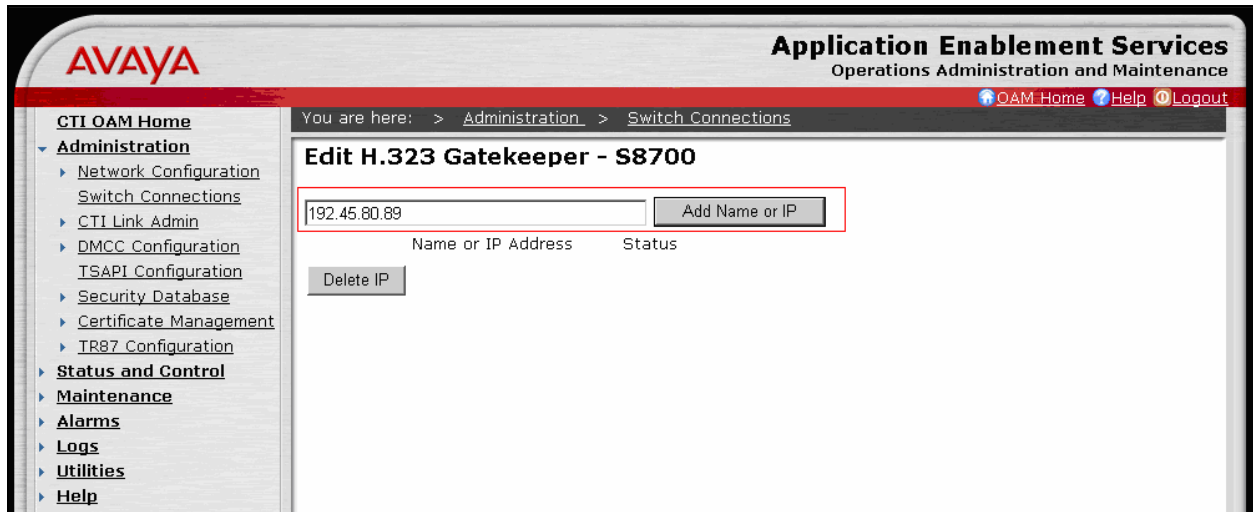 AVAYA
Application Enablement Services
Operations Administration and Maintenance
OAM Home Help Logout
You are here: > Administration > Switch Connections
CTI OAM Home
Administration
Network Configuration
Switch Connections
CTI Link Admin
DMCC Configuration
TSAPI Configuration
Security Database
Certificate Management
TR87 Configuration
Status and Control
Maintenance
Alarms
Logs
Utilities
Help
Edit H.323 Gatekeeper - S8700
192.45.80.89 Add Name or IP
Name or IP Address Status
Delete IP